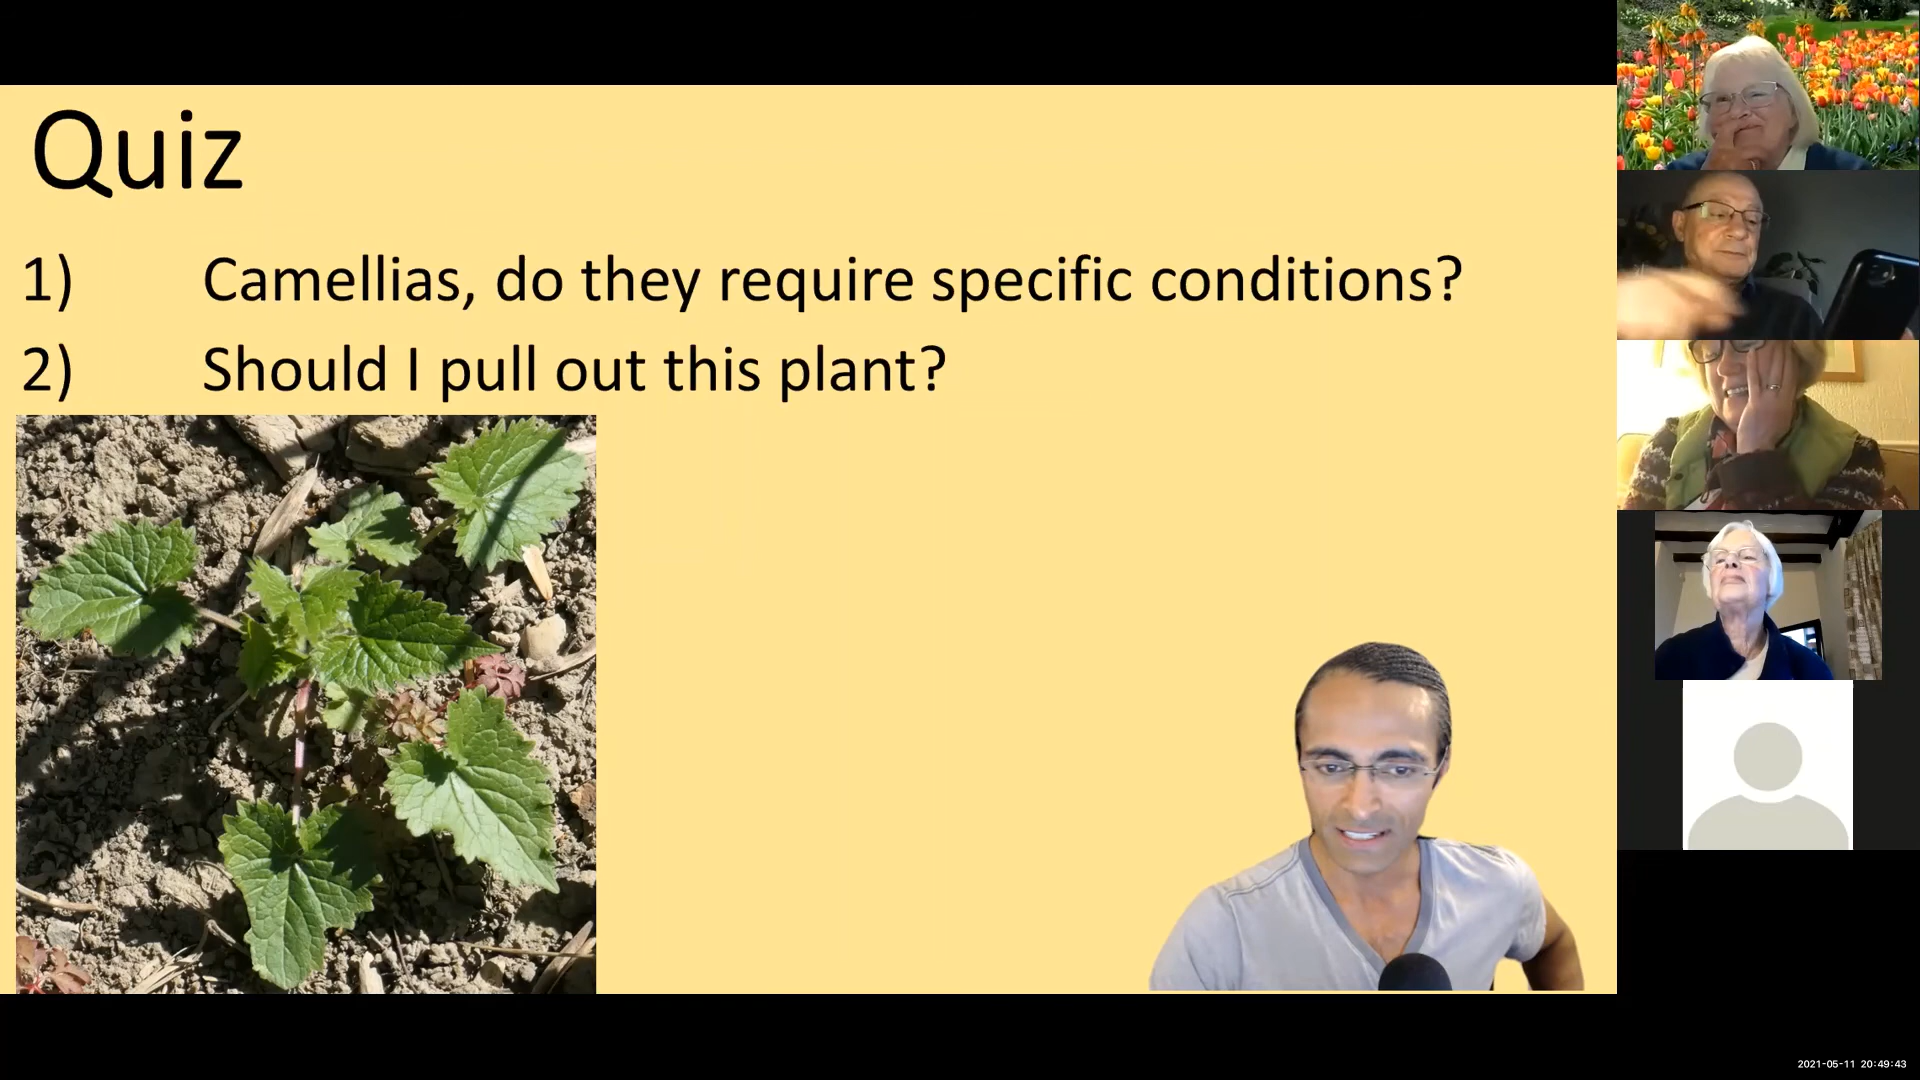 Quiz
1) Camellias, do they require specific conditions?
2) Should I pull out this plant?
2021-05-11 20:49:43